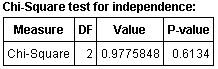 Chi-Square test for independence:
Measure DF Value P-value
Chi-Square 2 0.9775848 0.6134